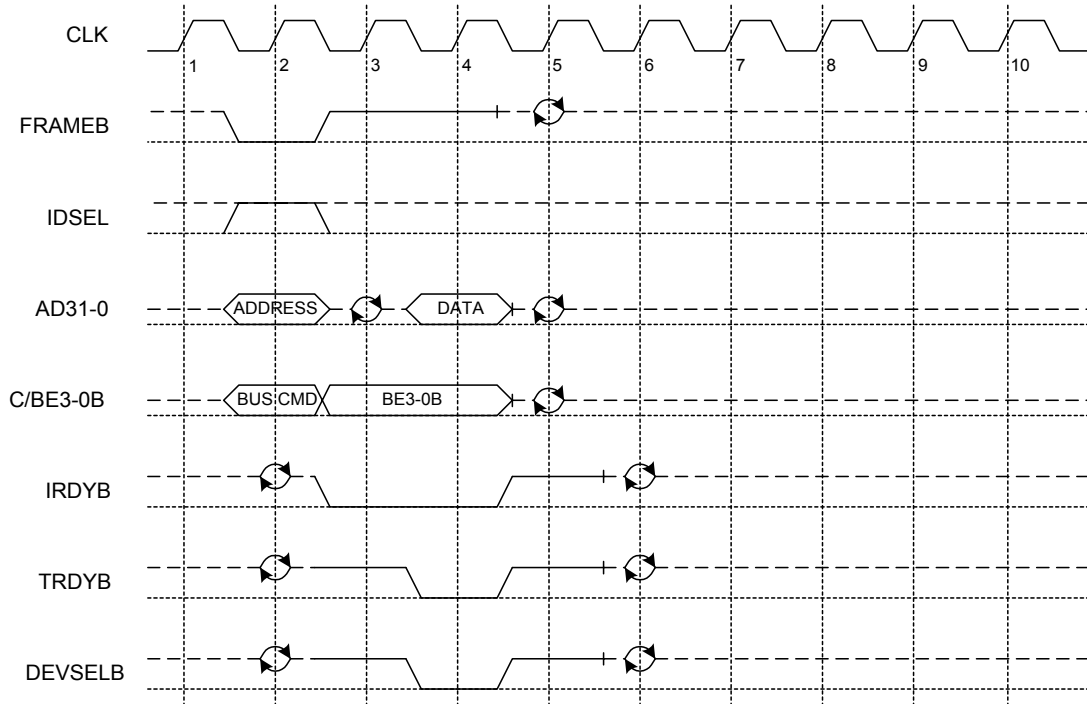 CLK
1 2 3 4 5 6 7 8 9 10
FRAMEB
IDSEL
AD31-0 ADDRESS DATA
C/BE3-0B BUS CMD BE3-0B
IRDYB
TRDYB
DEVSELB